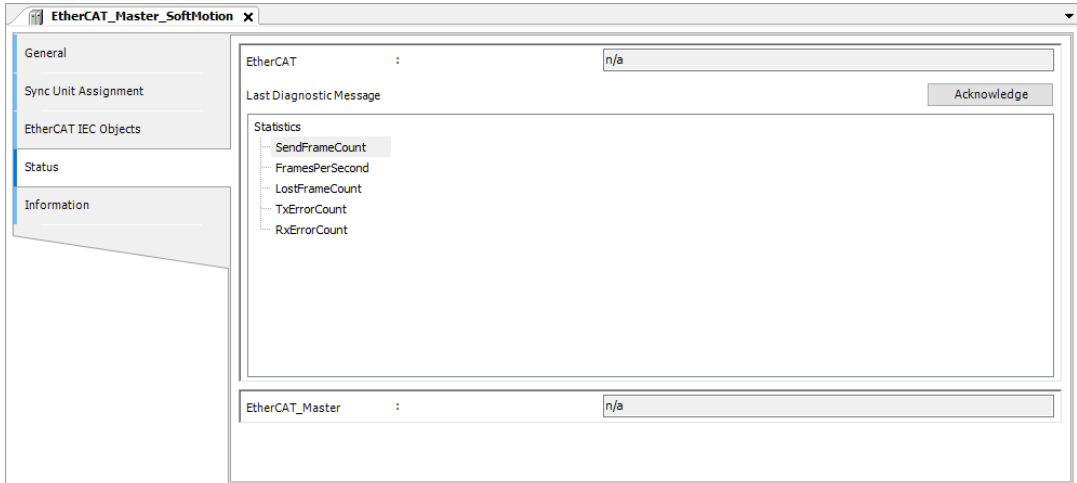 EtherCAT_Master_SoftMotion X
General
Sync Unit Assignment
EtherCAT IEC Objects
Status
Information
EtherCAT : n/a
Last Diagnostic Message Acknowledge
Statistics
SendFrameCount
FramesPerSecond
LostFrameCount
TxErrorCount
RxErrorCount
EtherCAT_Master : n/a